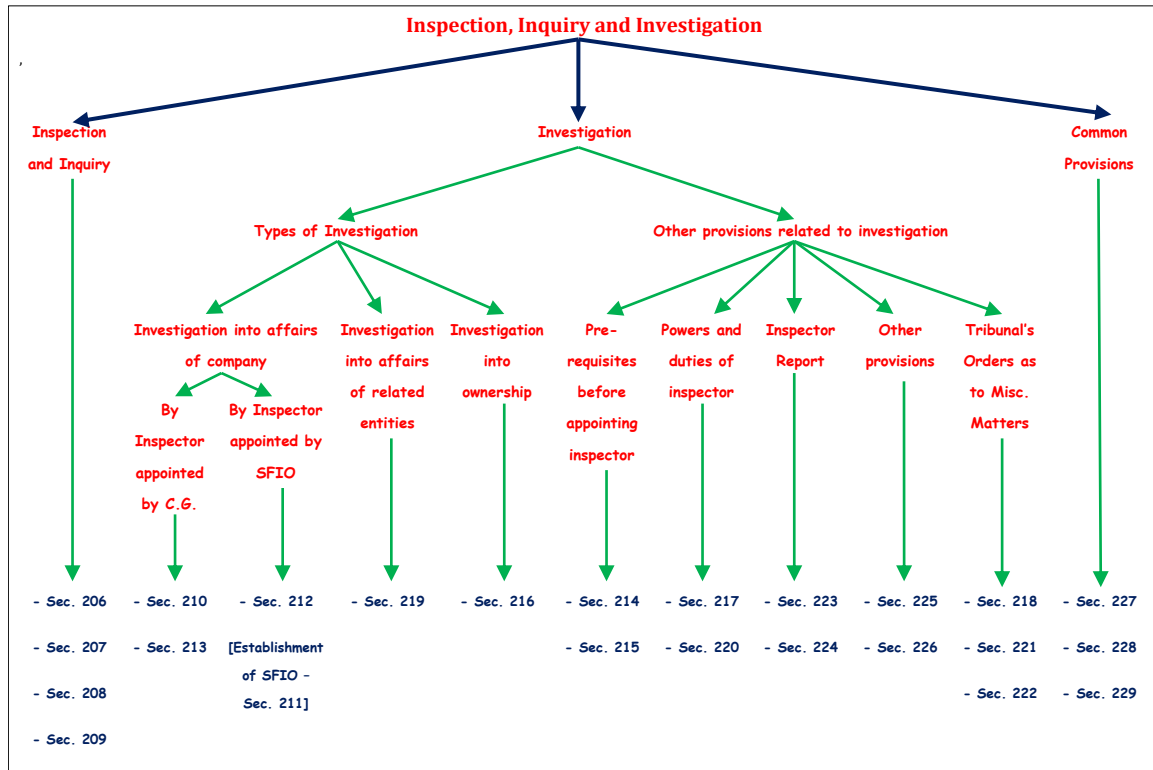 Inspection, Inquiry and Investigation
,
Inspection
and Inquiry
Investigation
Common
Provisions
Types of Investigation
Other provisions related to investigation
Investigation into affairs
of company
Investigation
into affairs
of related
entities
Investigation
into
ownership
Pre-
requisites
before
appointing
inspector
Powers and
duties of
inspector
Inspector
Report
Other
provisions
Tribunal's
Orders as
to Misc.
Matters
By
Inspector
appointed
by C.G.
By Inspector
appointed by
SFIO
- Sec. 206
- Sec. 207
- Sec. 208
- Sec. 209
- Sec. 210
- Sec. 213
- Sec. 212
[Establishment
of SFIO –
Sec. 211]
- Sec. 219
- Sec. 216
- Sec. 214
- Sec. 215
- Sec. 217
- Sec. 220
- Sec. 223
- Sec. 224
- Sec. 225
- Sec. 226
- Sec. 218
- Sec. 221
- Sec. 222
- Sec. 227
- Sec. 228
- Sec. 229